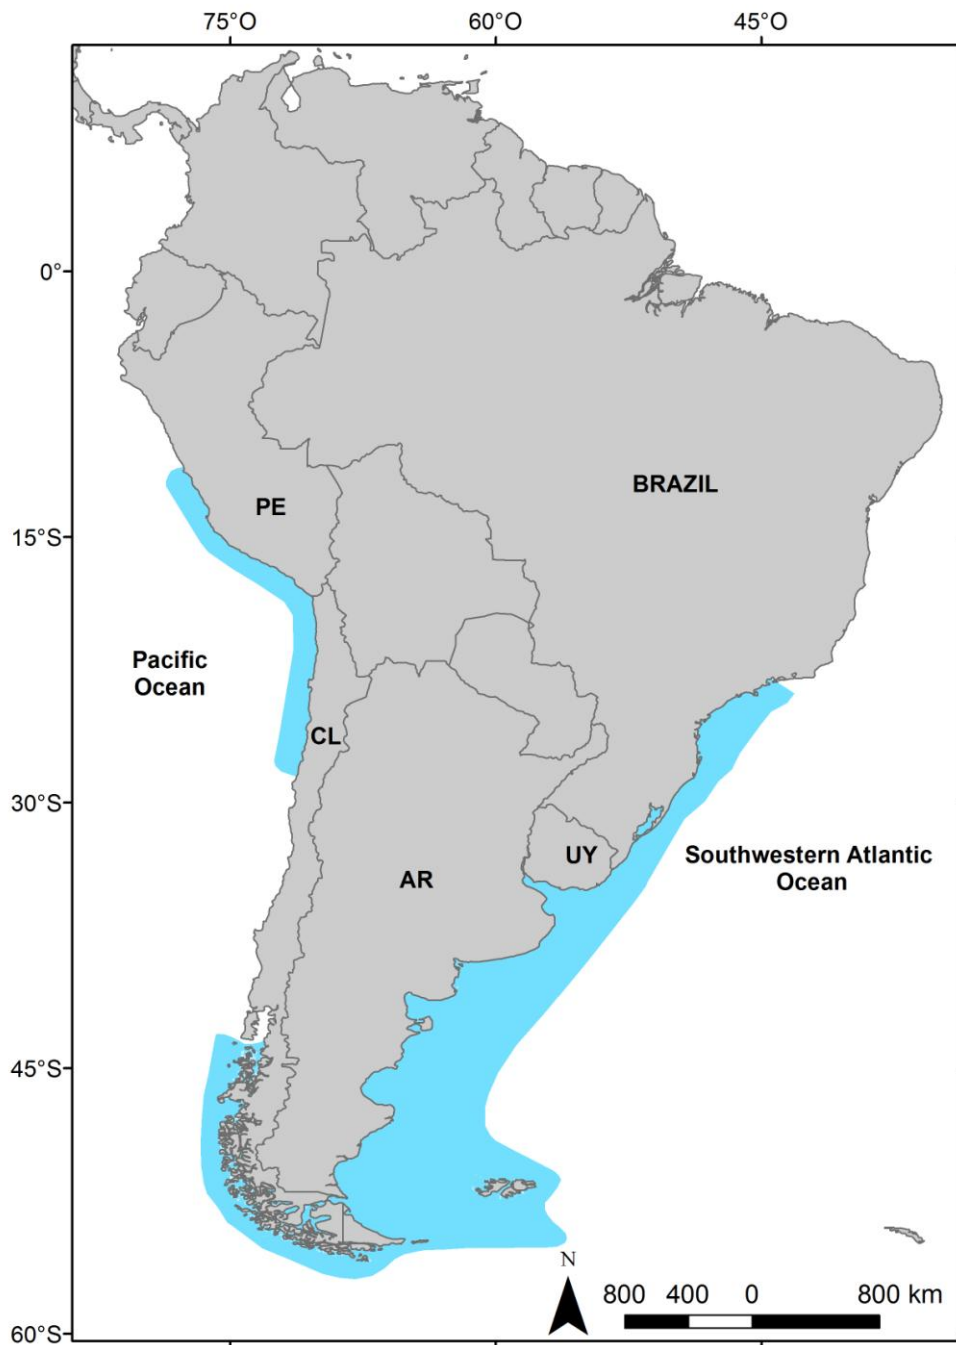 75°O 60°O 45°O
0°
BRAZIL
PE
15°S
Pacific
Ocean
CL
30°S
UY
Southwestern Atlantic
Ocean
AR
45°S
N
800 400 0 800 km
60°S